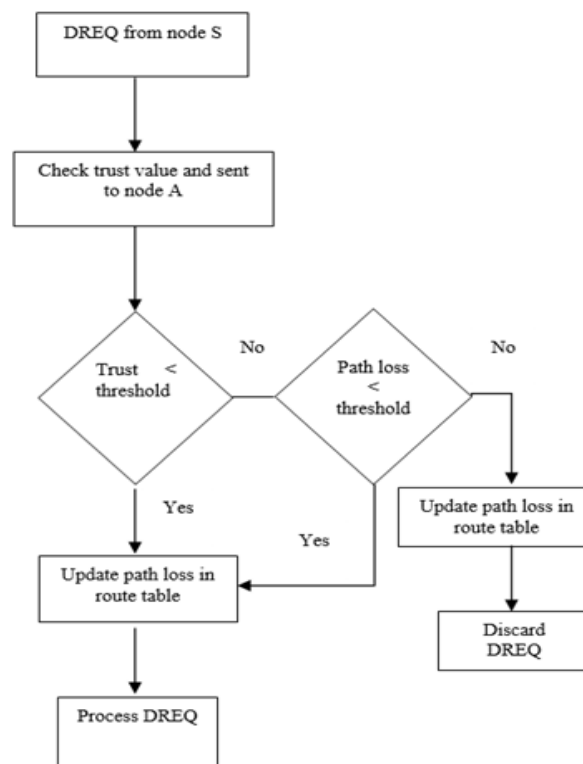 DREQ from node S
Check trust value and sent
to node A
Trust <
threshold
No
Path loss
<
threshold
No
Yes
Yes
Update path loss in
route table
Update path loss in
route table
Process DREQ
Discard
DREQ